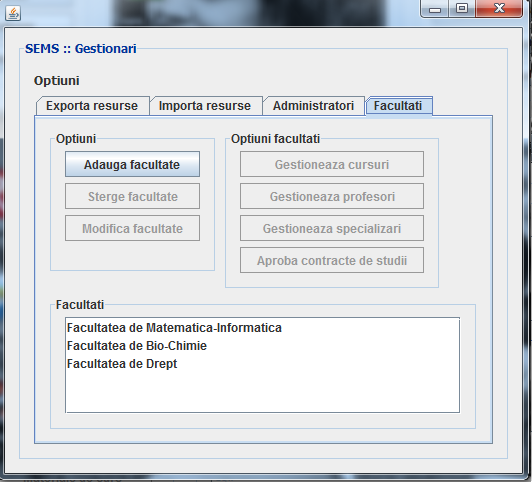 SEMS :: Gestionari
Optiuni
Exporta resurse
Importa resurse
Administratori
Facultati
Optiuni
Adauga facultate
Sterge facultate
Modifica facultate
Optiuni facultati
Gestioneaza cursuri
Gestioneaza profesori
Gestioneaza specializari
Aproba contracte de studii
Facultati
Facultatea de Matematica-Informatica
Facultatea de Bio-Chimie
Facultatea de Drept